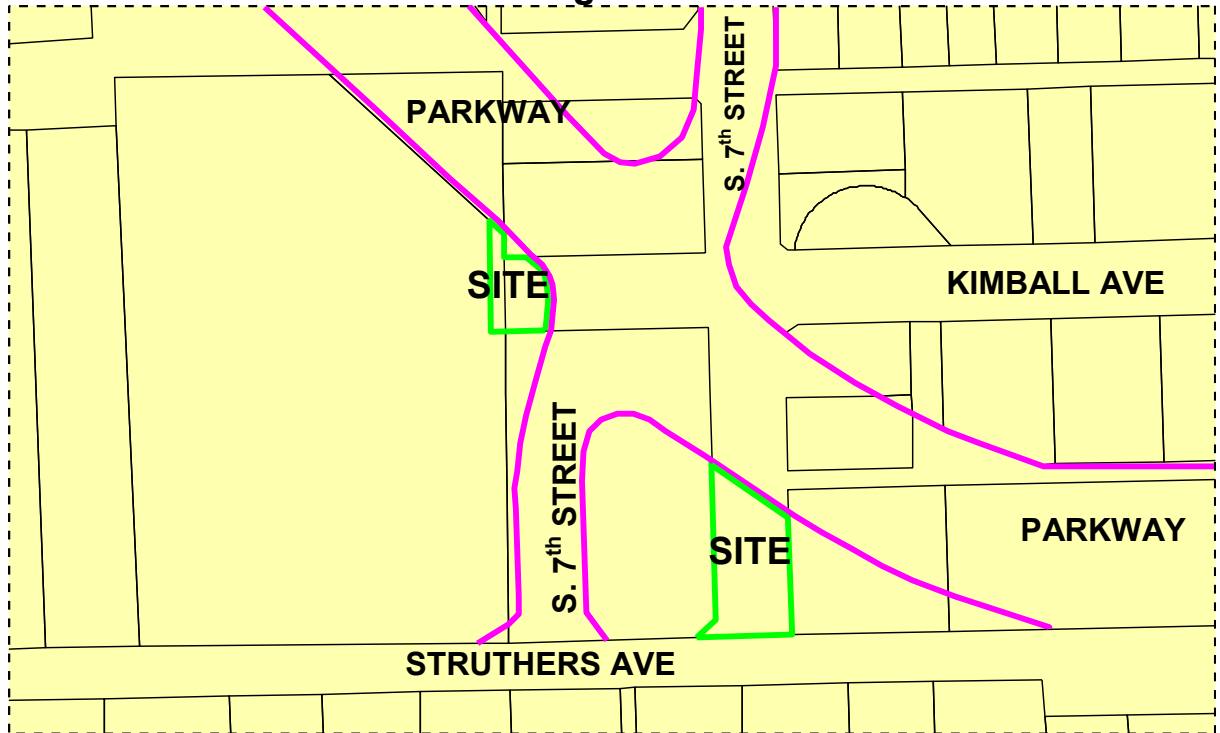 S. 7th STREET
PARKWAY
SITE
KIMBALL AVE
S. 7th STREET
SITE
PARKWAY
STRUTHERS AVE